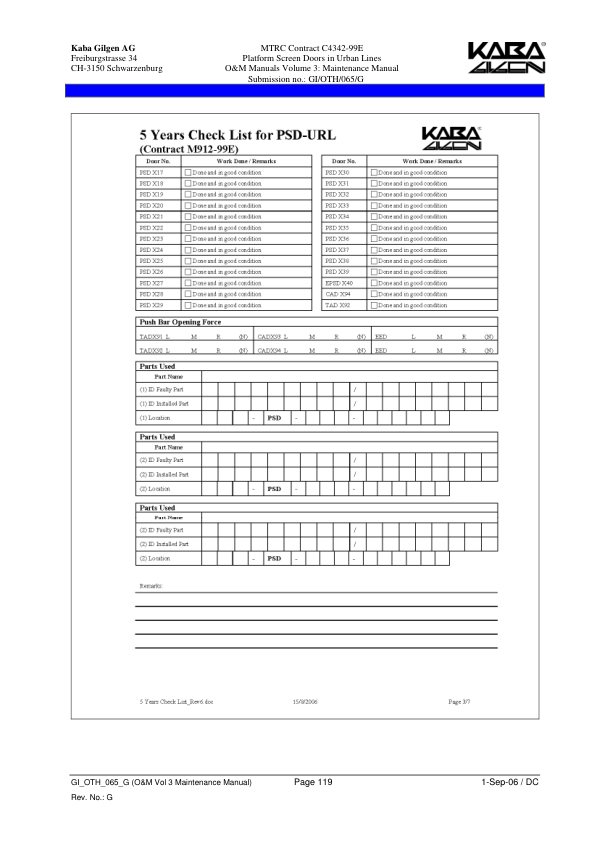 Kaba Gilgen AG
Freiburgstrasse 34
CH-3150 Schwarzenburg
MTRC Contract C4342-99E
Platform Screen Doors in Urban Lines
O&M Manuals Volume 3: Maintenance Manual
Submission no.: GI/OTH/065/G
KABA
GILGEN
5 Years Check List for PSD-URL
(Contract M912-99E)
KABA
GILGEN
Door No. Work Done / Remarks Door No. Work Done / Remarks
PSD X17 Done and in good condition PSD X30 Done and in good condition
PSD X18 Done and in good condition PSD X31 Done and in good condition
PSD X19 Done and in good condition PSD X32 Done and in good condition
PSD X20 Done and in good condition PSD X33 Done and in good condition
PSD X21 Done and in good condition PSD X34 Done and in good condition
PSD X22 Done and in good condition PSD X35 Done and in good condition
PSD X23 Done and in good condition PSD X36 Done and in good condition
PSD X24 Done and in good condition PSD X37 Done and in good condition
PSD X25 Done and in good condition PSD X38 Done and in good condition
PSD X26 Done and in good condition PSD X39 Done and in good condition
PSD X27 Done and in good condition EPSD X40 Done and in good condition
PSD X28 Done and in good condition CAD X94 Done and in good condition
PSD X29 Done and in good condition TAD X92 Done and in good condition
Push Bar Opening Force
TADX91 L M R (N) CADX93 L M R (N) EED L M R (N)
TADX92 L M R (N) CADX94 L M R (N) EED L M R (N)
Parts Used
Part Name
(1) ID Faulty Part /
(1) ID Installed Part /
(1) Location - PSD - -
Parts Used
Part Name
(2) ID Faulty Part /
(2) ID Installed Part /
(2) Location - PSD - -
Parts Used
Part Name
(2) ID Faulty Part /
(2) ID Installed Part /
(2) Location - PSD - -
Remarks:
5 Years Check List_Rev6.doc 15/8/2006 Page 3/7
GI_OTH_065_G (O&M Vol 3 Maintenance Manual) Page 119 1-Sep-06 / DC
Rev. No.: G